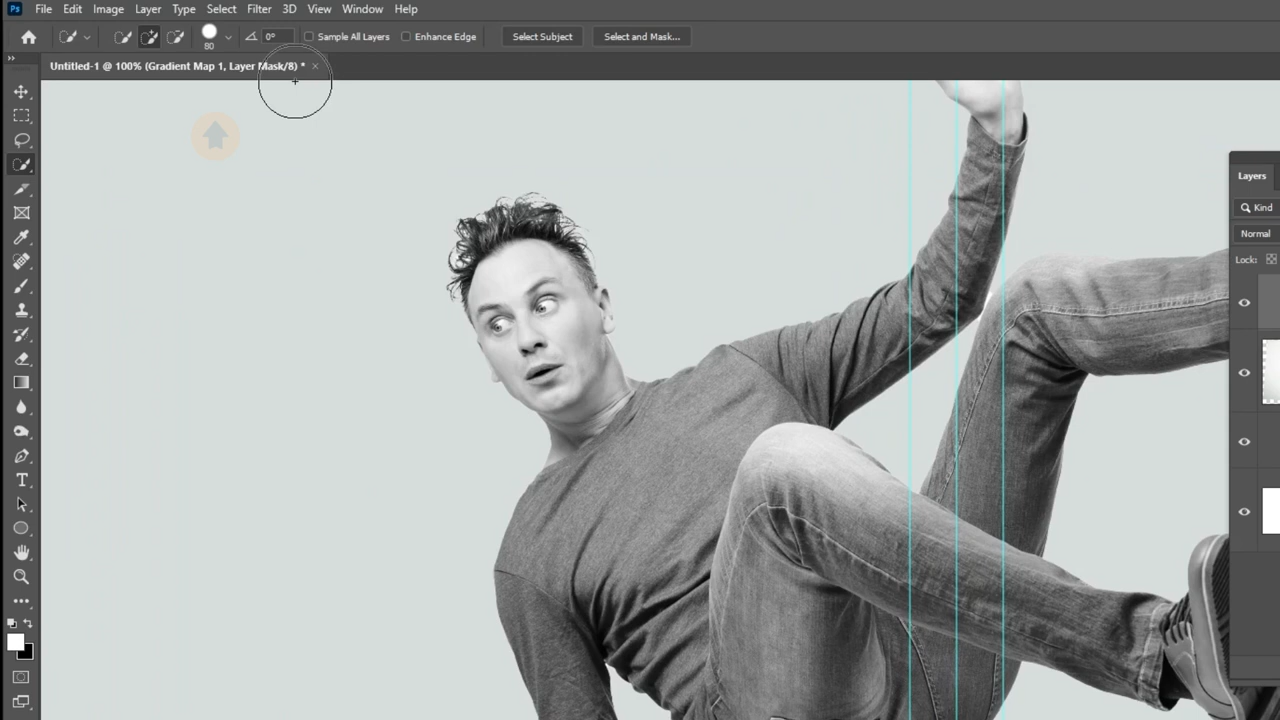 Ps File Edit Image Layer Type Select Filter 3D View Window Help
80 0° Sample All Layers Enhance Edge Select Subject Select and Mask...
Untitled-1 @ 100% (Gradient Map 1, Layer Mask/8) * ×
Layers
Kind
Normal
Lock:
T